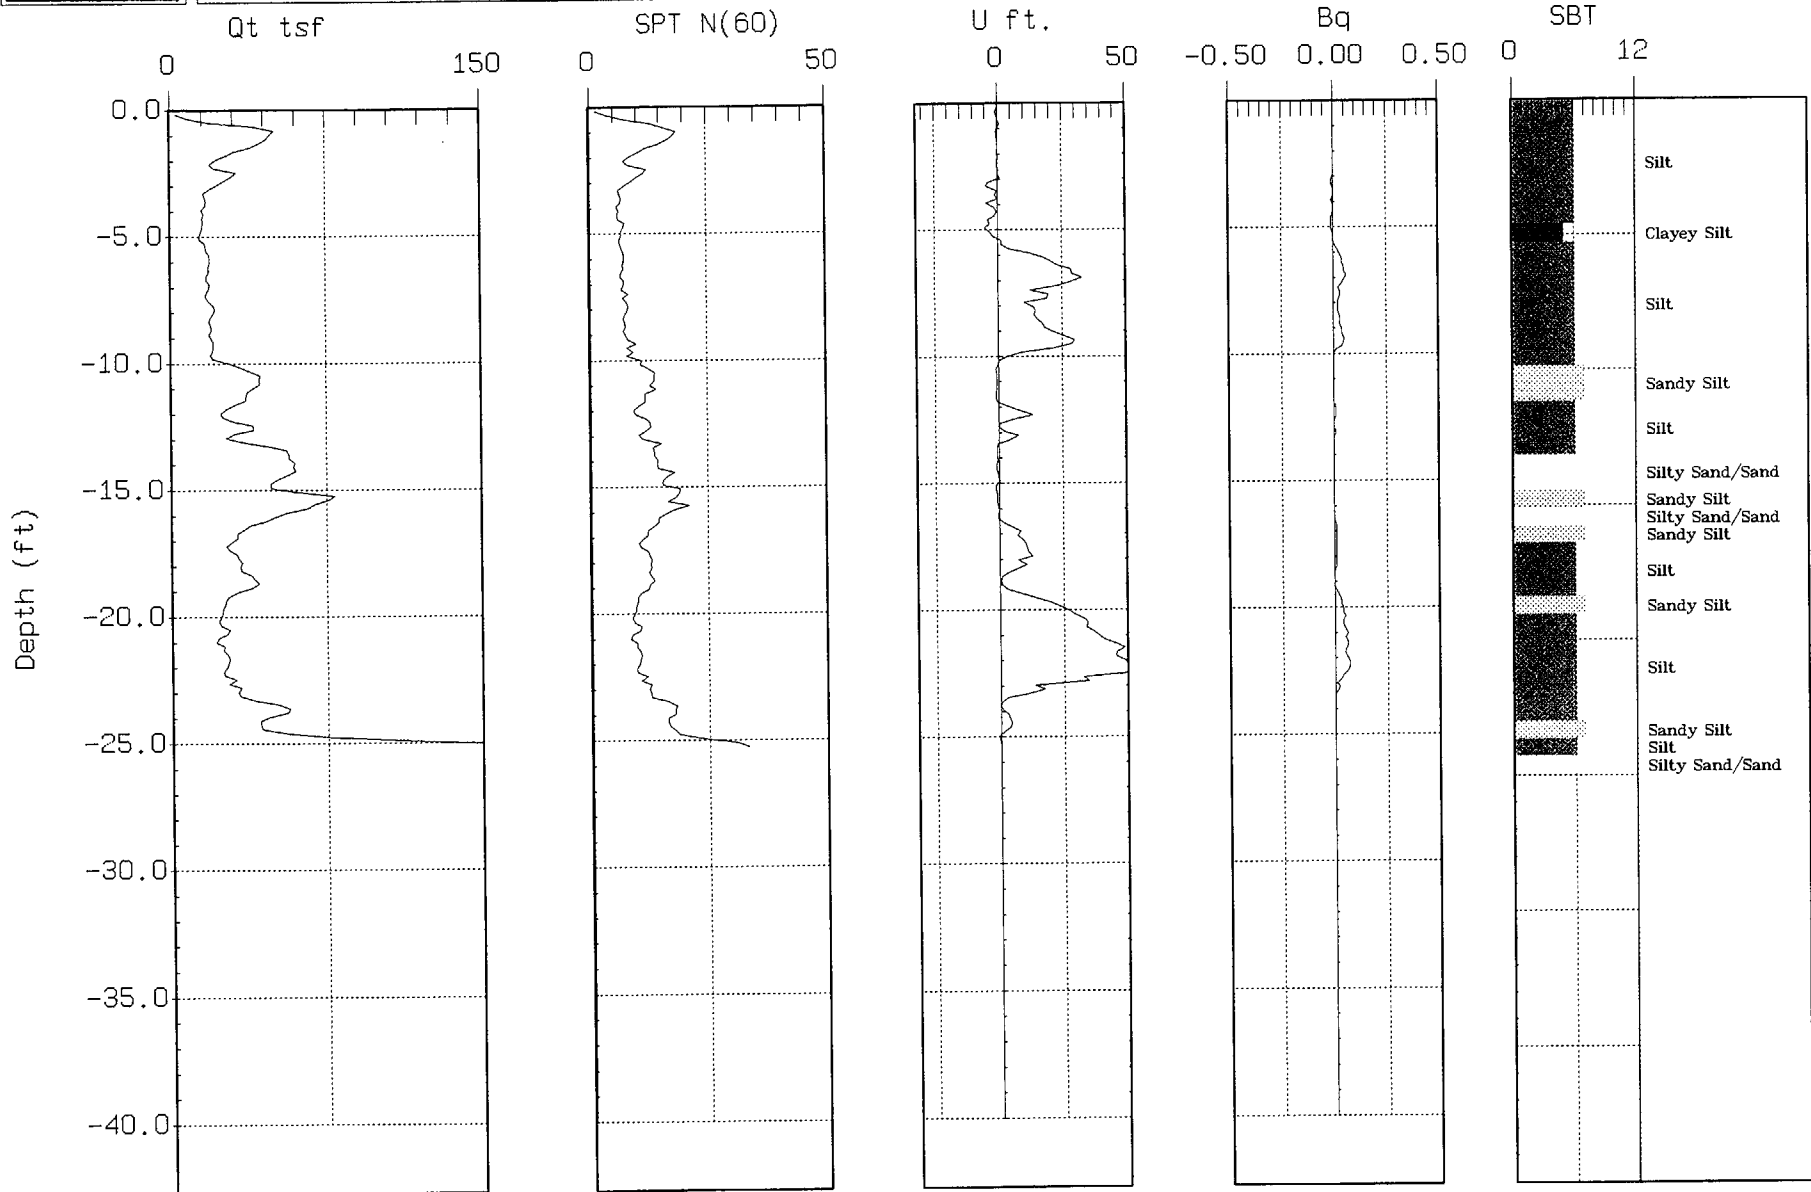 Qt tsf
SPT N(60)
U ft.
Bq
SBT
0 150
0 50
0 50
-0.50 0.00 0.50
0 12
Depth (ft)
0.0
-5.0
-10.0
-15.0
-20.0
-25.0
-30.0
-35.0
-40.0
Silt
Clayey Silt
Silt
Sandy Silt
Silt
Silty Sand/Sand
Sandy Silt
Silty Sand/Sand
Sandy Silt
Silt
Sandy Silt
Silt
Sandy Silt
Silt
Silty Sand/Sand